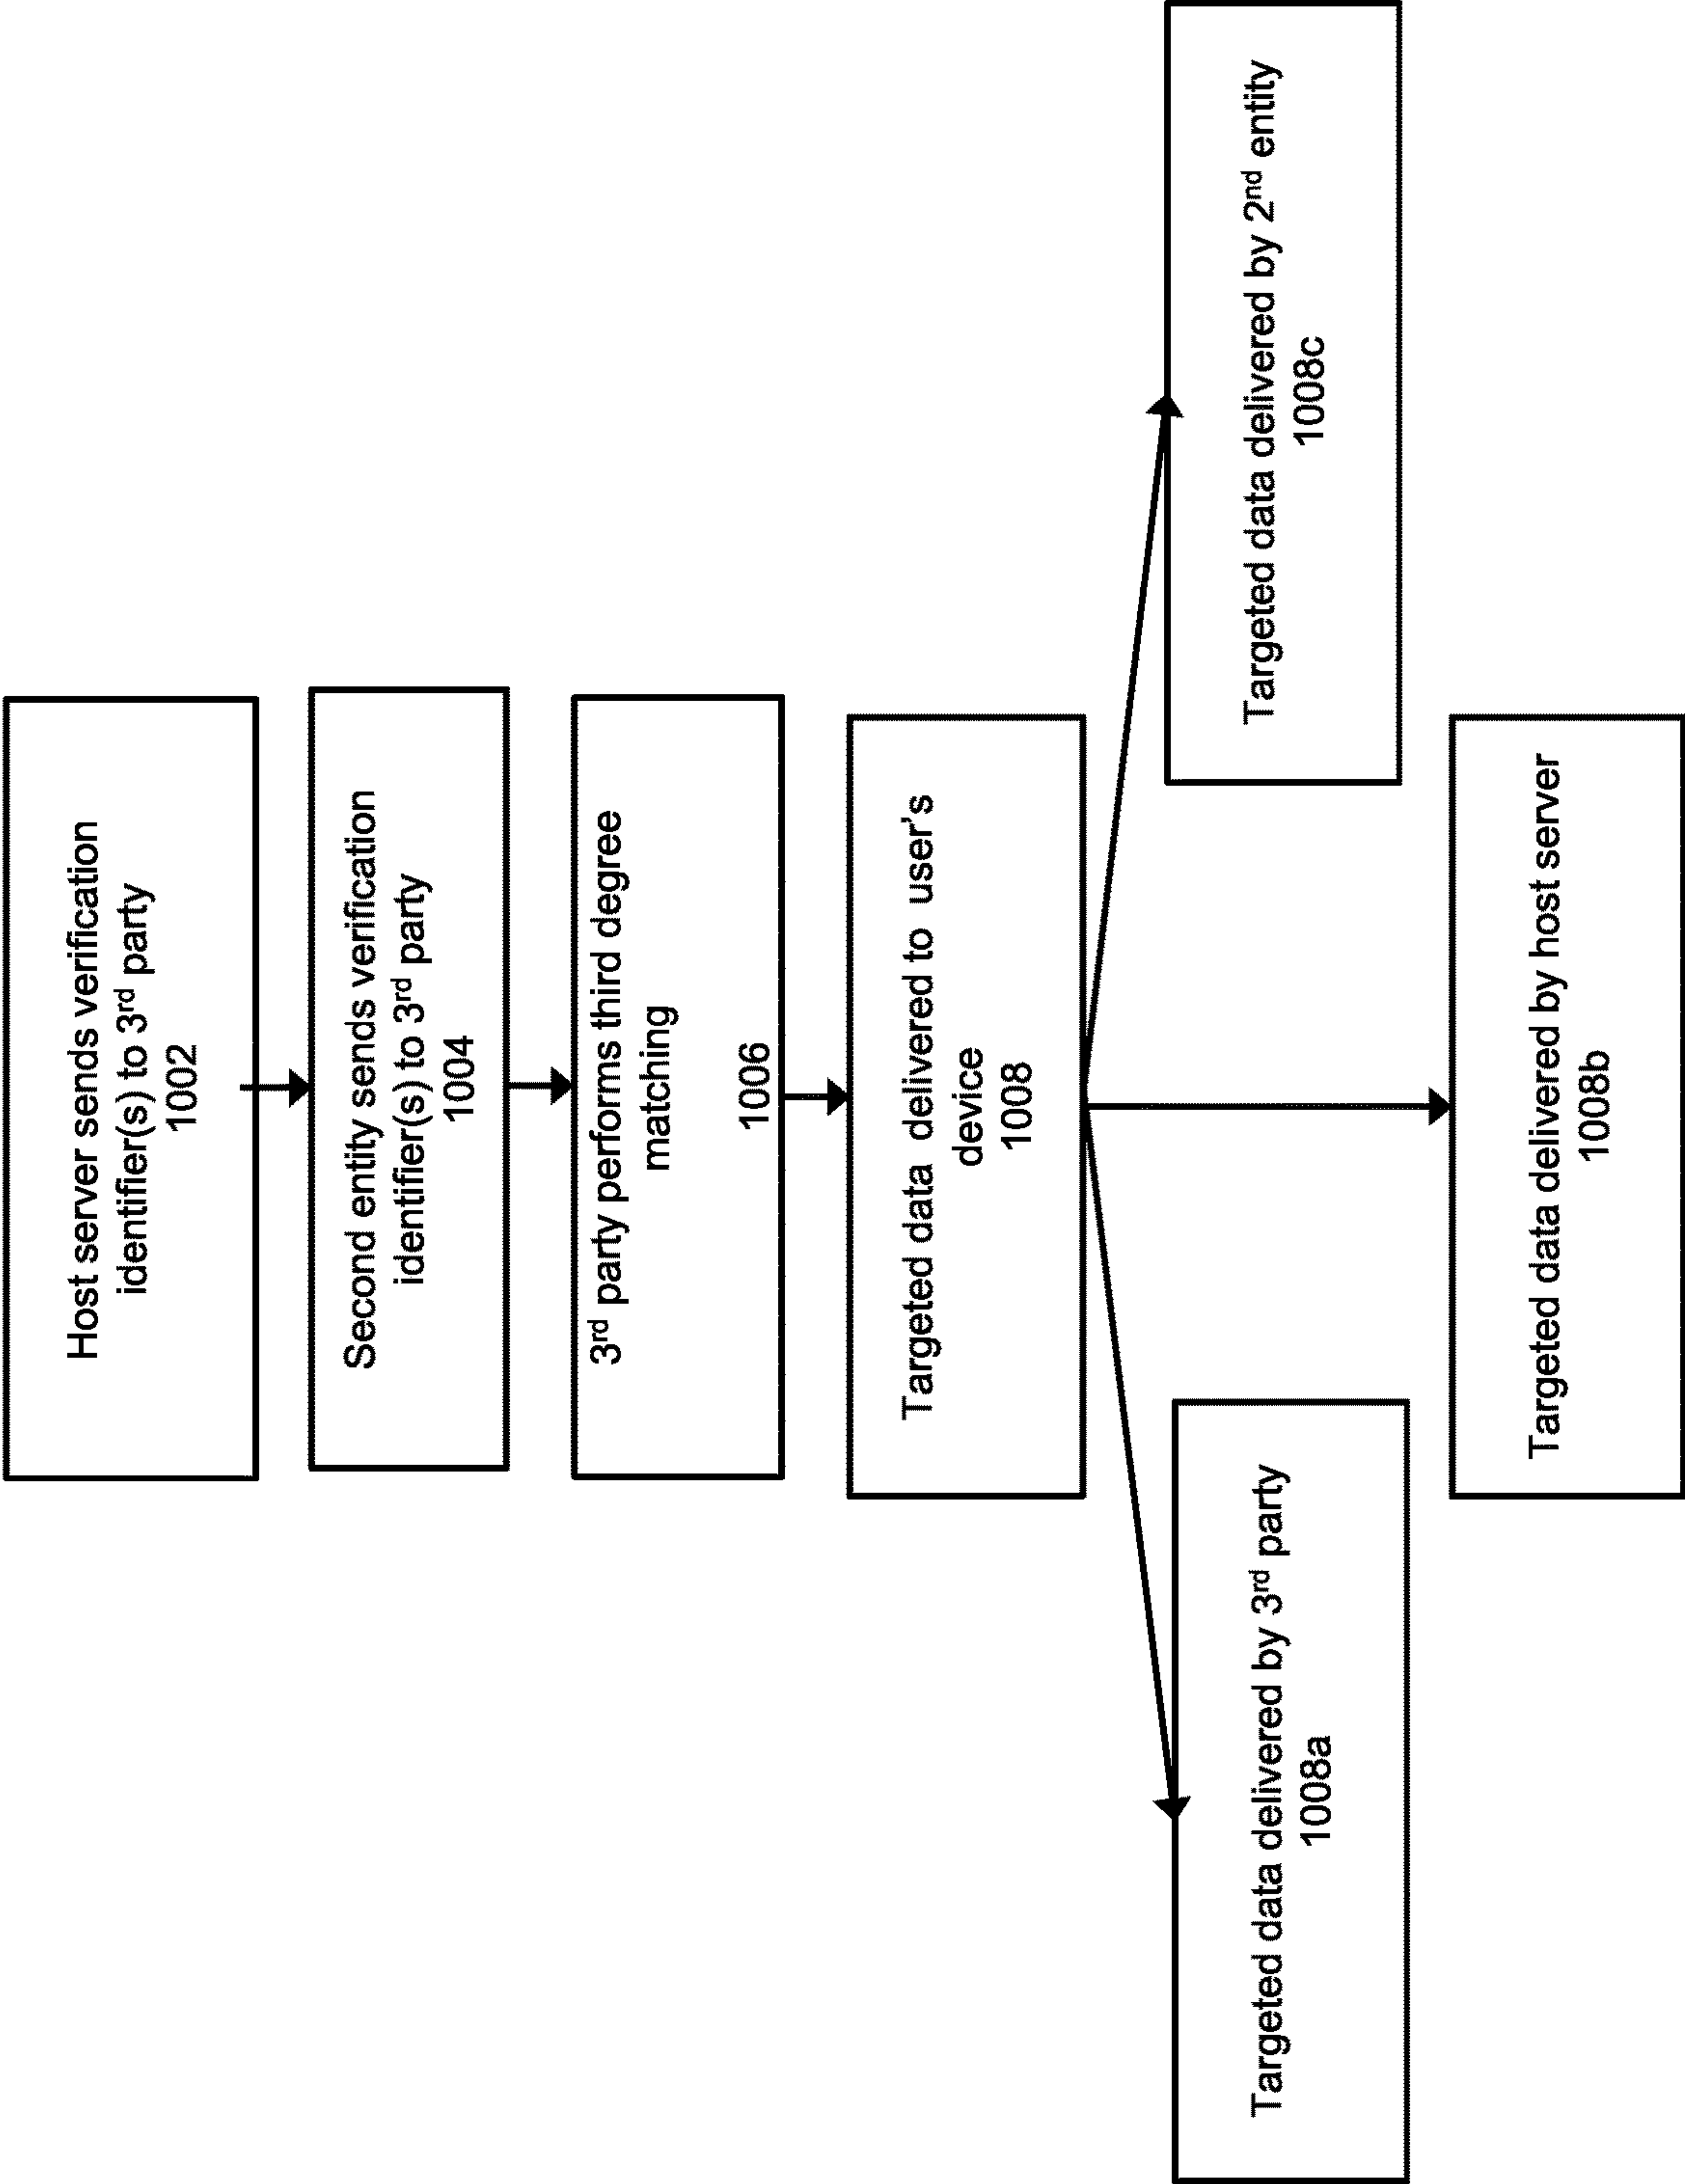 Host server sends verification
identifier(s) to 3rd party
1002
Second entity sends verification
identifier(s) to 3rd party
1004
3rd party performs third degree
matching
1006
Targeted data delivered to user's
device
1008
Targeted data delivered by 3rd party
1008a
Targeted data delivered by host server
1008b
Targeted data delivered by 2nd entity
1008c